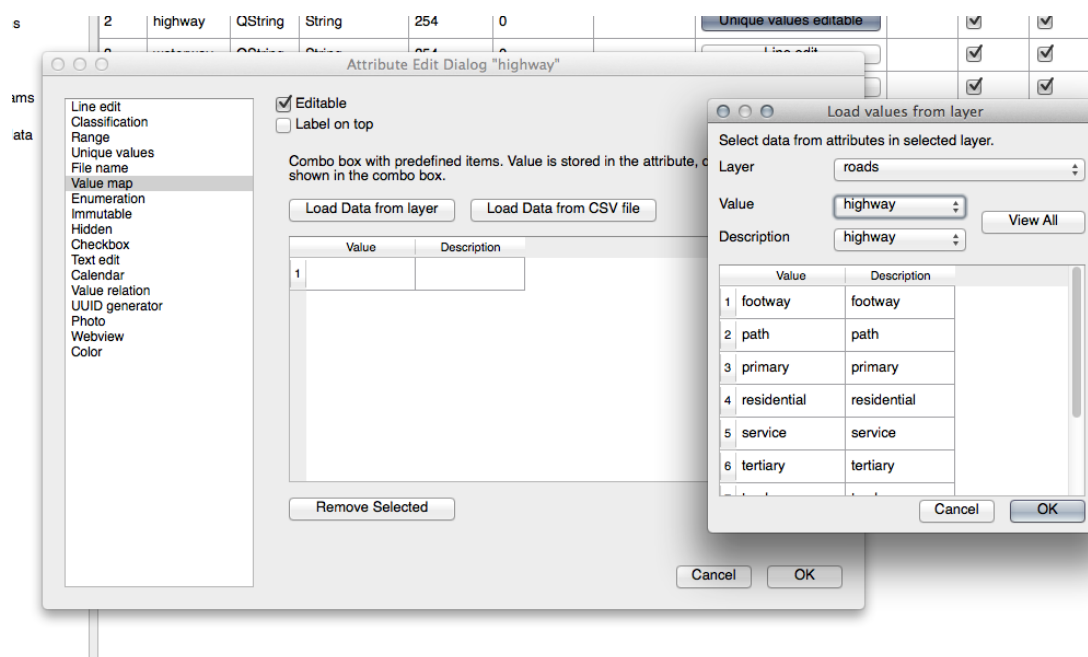 s
2 highway QString String 254 0 Unique values editable
Attribute Edit Dialog "highway"
ams
ata
Line edit
Classification
Range
Unique values
File name
Value map
Enumeration
Immutable
Hidden
Checkbox
Text edit
Calendar
Value relation
UUID generator
Photo
Webview
Color
Editable
Label on top
Combo box with predefined items. Value is stored in the attribute,
shown in the combo box.
Load Data from layer Load Data from CSV file
Value Description
1
Remove Selected
Cancel OK
Load values from layer
Select data from attributes in selected layer.
Layer roads
Value highway
View All
Description highway
Value Description
1 footway footway
2 path path
3 primary primary
4 residential residential
5 service service
6 tertiary tertiary
Cancel OK